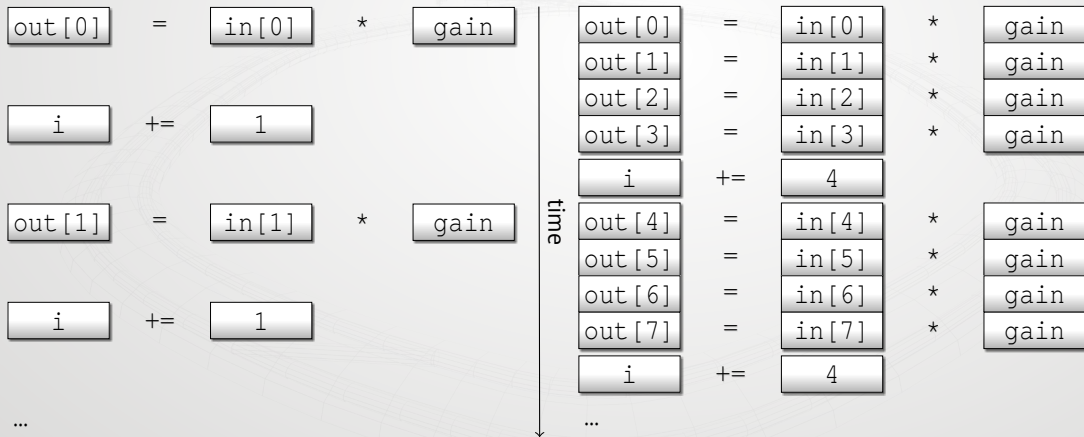 out[0] = in[0] * gain
i += 1
out[1] = in[1] * gain
i += 1
…
time
out[0] = in[0] * gain
out[1] = in[1] * gain
out[2] = in[2] * gain
out[3] = in[3] * gain
i += 4
out[4] = in[4] * gain
out[5] = in[5] * gain
out[6] = in[6] * gain
out[7] = in[7] * gain
i += 4
…